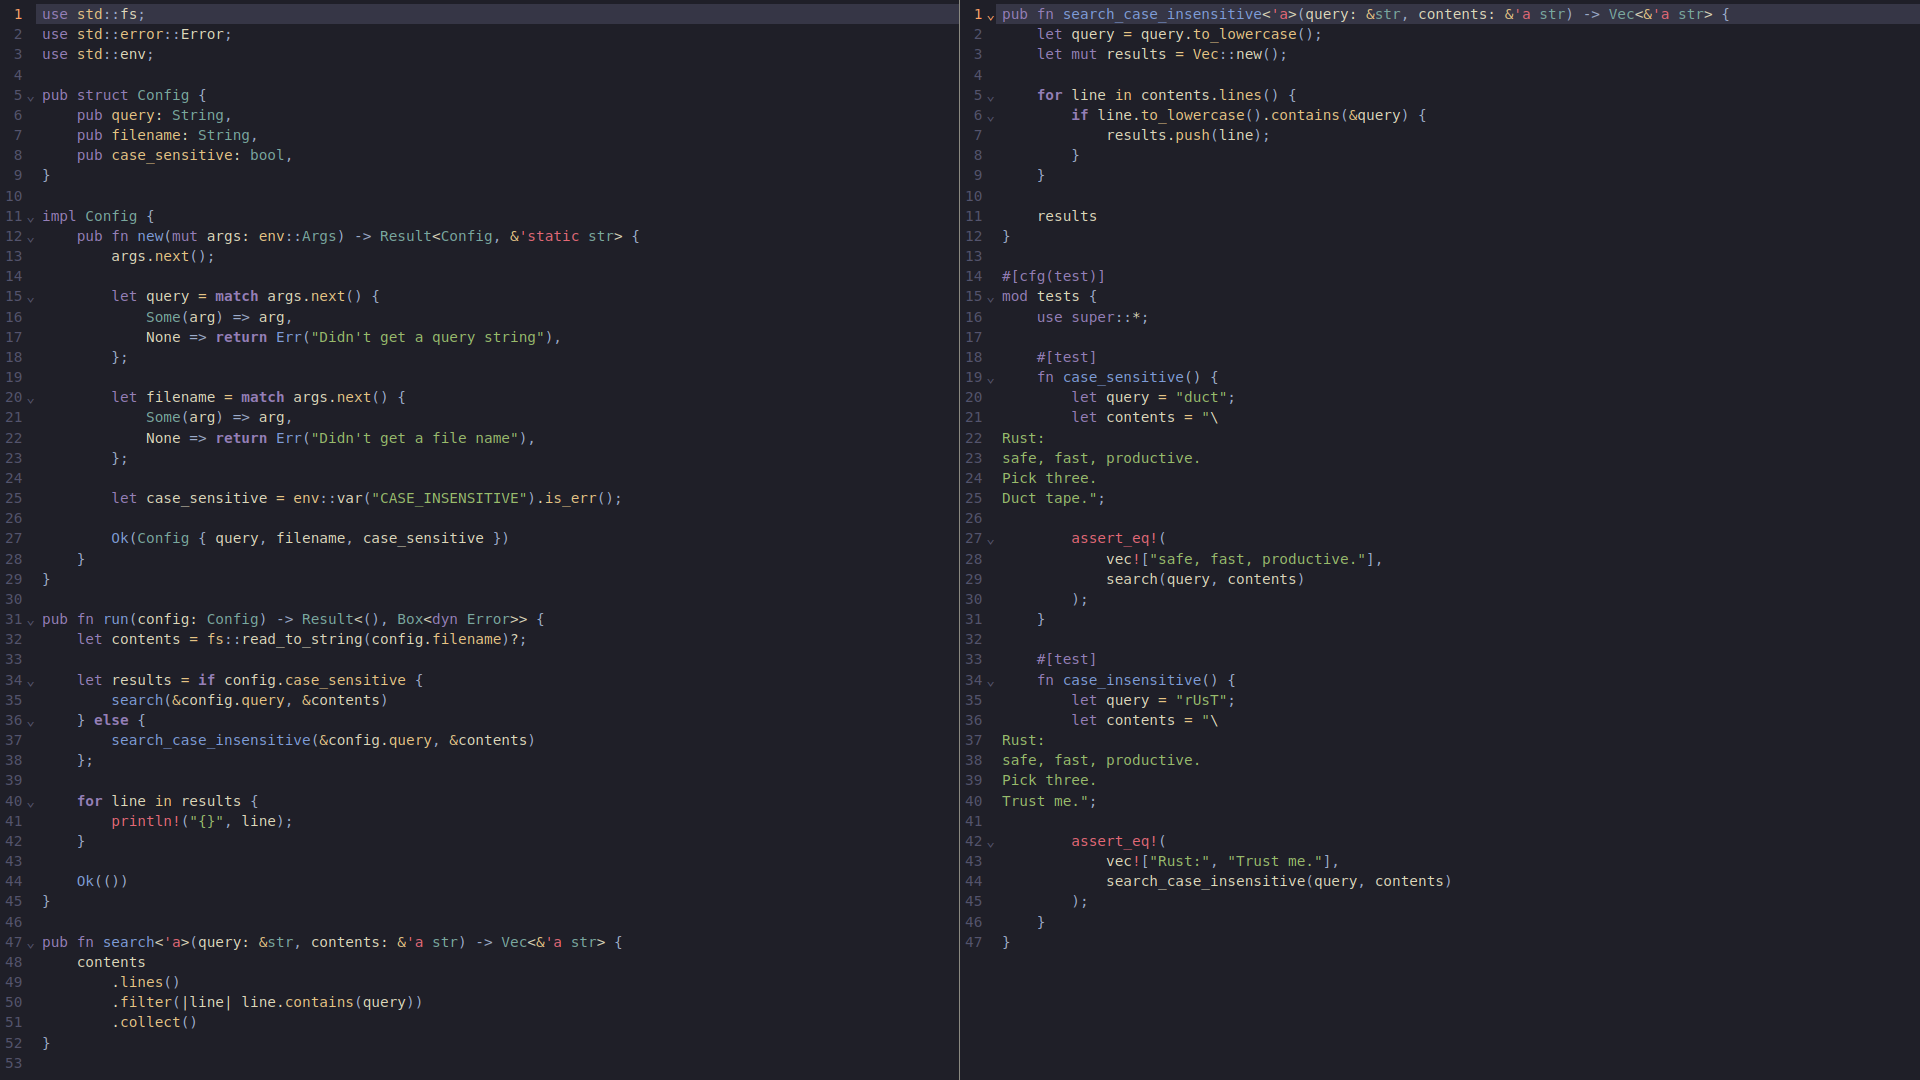 1 use std::fs;
2 use std::error::Error;
3 use std::env;
4
5 pub struct Config {
6     pub query: String,
7     pub filename: String,
8     pub case_sensitive: bool,
9 }
10
11 impl Config {
12     pub fn new(mut args: env::Args) -> Result<Config, &'static str> {
13         args.next();
14
15         let query = match args.next() {
16             Some(arg) => arg,
17             None => return Err("Didn't get a query string"),
18         };
19
20         let filename = match args.next() {
21             Some(arg) => arg,
22             None => return Err("Didn't get a file name"),
23         };
24
25         let case_sensitive = env::var("CASE_INSENSITIVE").is_err();
26
27         Ok(Config { query, filename, case_sensitive })
28     }
29 }
30
31 pub fn run(config: Config) -> Result<(), Box<dyn Error>> {
32     let contents = fs::read_to_string(config.filename)?;
33
34     let results = if config.case_sensitive {
35         search(&config.query, &contents)
36     } else {
37         search_case_insensitive(&config.query, &contents)
38     };
39
40     for line in results {
41         println!("{}", line);
42     }
43
44     Ok(())
45 }
46
47 pub fn search<'a>(query: &str, contents: &'a str) -> Vec<&'a str> {
48     contents
49         .lines()
50         .filter(|line| line.contains(query))
51         .collect()
52 }
53
1 pub fn search_case_insensitive<'a>(query: &str, contents: &'a str) -> Vec<&'a str> {
2     let query = query.to_lowercase();
3     let mut results = Vec::new();
4
5     for line in contents.lines() {
6         if line.to_lowercase().contains(&query) {
7             results.push(line);
8         }
9     }
10
11     results
12 }
13
14 #[cfg(test)]
15 mod tests {
16     use super::*;
17
18     #[test]
19     fn case_sensitive() {
20         let query = "duct";
21         let contents = "\
22 Rust:
23 safe, fast, productive.
24 Pick three.
25 Duct tape.";
26
27         assert_eq!(
28             vec!["safe, fast, productive."],
29             search(query, contents)
30         );
31     }
32
33     #[test]
34     fn case_insensitive() {
35         let query = "rUsT";
36         let contents = "\
37 Rust:
38 safe, fast, productive.
39 Pick three.
40 Trust me.";
41
42         assert_eq!(
43             vec!["Rust:", "Trust me."],
44             search_case_insensitive(query, contents)
45         );
46     }
47 }